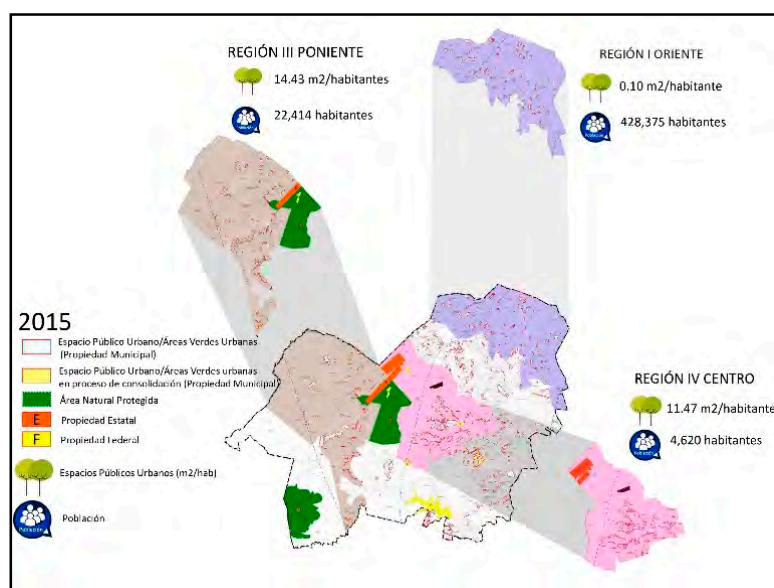 REGIÓN III PONIENTE
14.43 m2/habitantes
22,414 habitantes
REGIÓN I ORIENTE
0.10 m2/habitante
428,375 habitantes
2015
Espacio Público Urbano/Áreas Verdes Urbanas
(Propiedad Municipal)
Espacio Público Urbano/Áreas Verdes urbanas
en proceso de consolidación (Propiedad Municipal)
Área Natural Protegida
E Propiedad Estatal
F Propiedad Federal
Espacios Públicos Urbanos (m2/hab)
Población
Población
REGIÓN IV CENTRO
11.47 m2/habitante
4,620 habitantes
Población